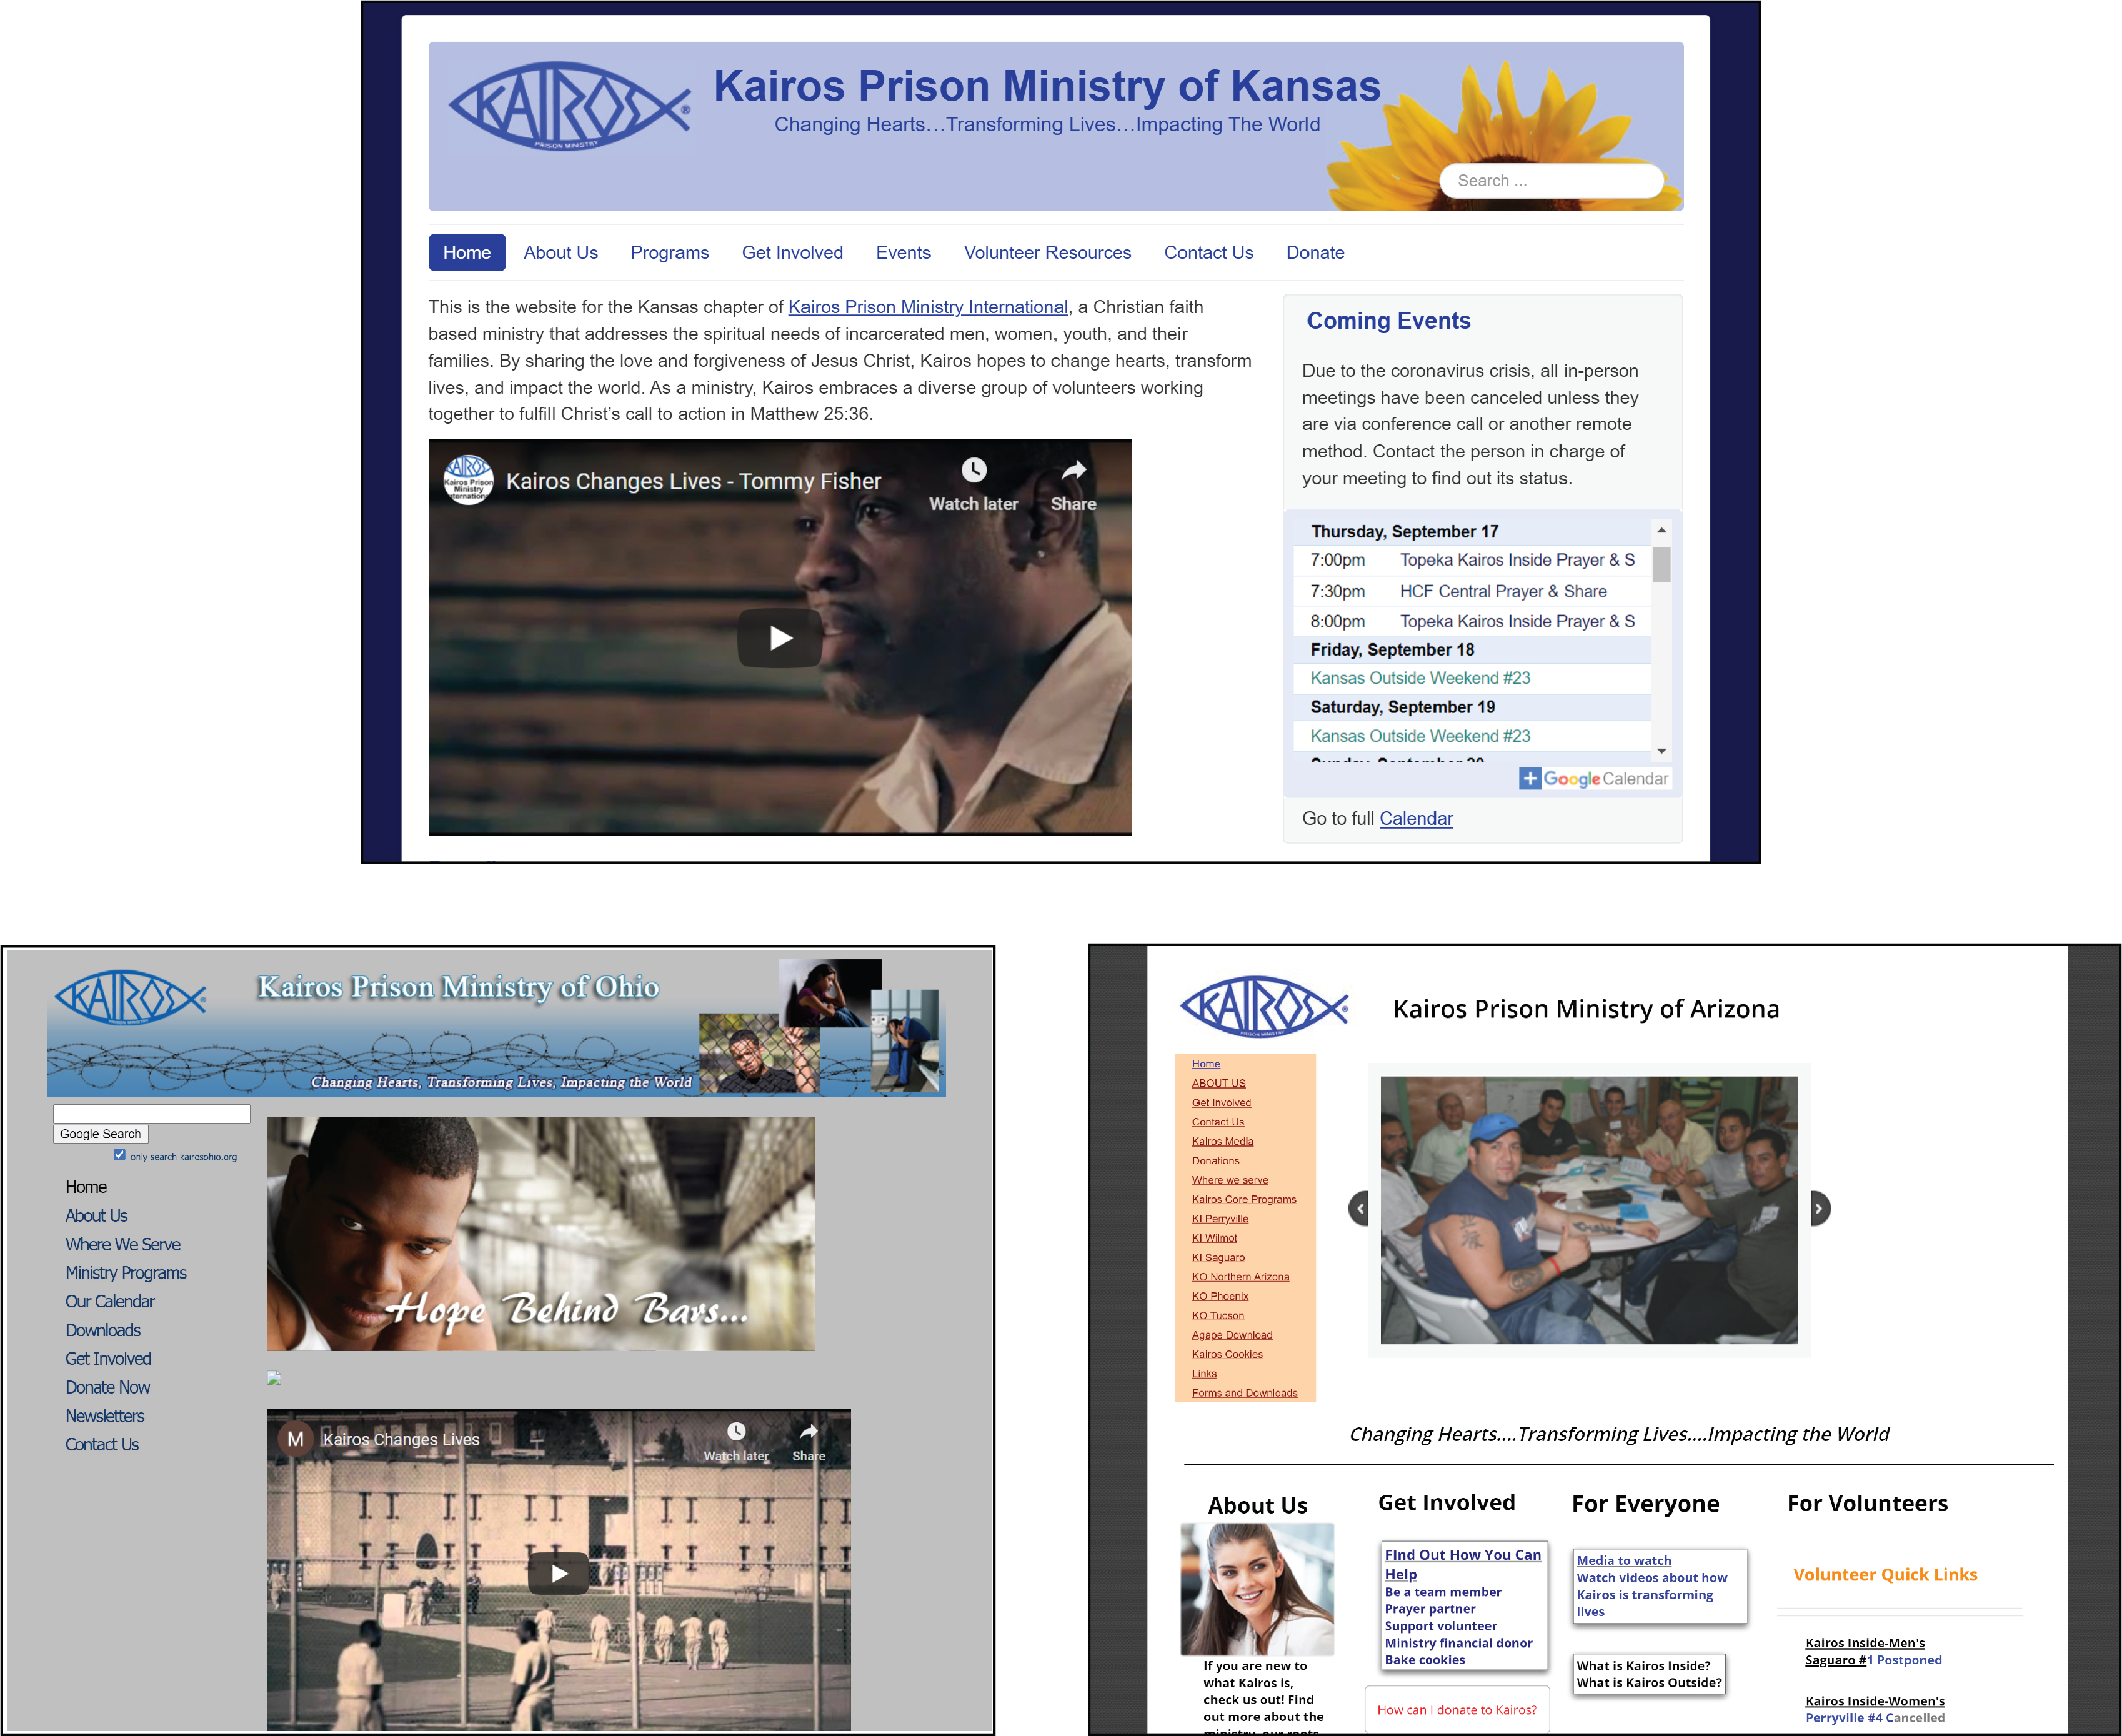 KAIROS®
PRISON MINISTRY
Kairos Prison Ministry of Kansas
Changing Hearts…Transforming Lives…Impacting The World
Search ...
Home About Us Programs Get Involved Events Volunteer Resources Contact Us Donate
This is the website for the Kansas chapter of Kairos Prison Ministry International, a Christian faith
based ministry that addresses the spiritual needs of incarcerated men, women, youth, and their
families. By sharing the love and forgiveness of Jesus Christ, Kairos hopes to change hearts, transform
lives, and impact the world. As a ministry, Kairos embraces a diverse group of volunteers working
together to fulfill Christ’s call to action in Matthew 25:36.
KAIROS
Kairos Prison
Ministry
Kairos Changes Lives - Tommy Fisher
Watch later
Share
Coming Events
Due to the coronavirus crisis, all in-person
meetings have been canceled unless they
are via conference call or another remote
method. Contact the person in charge of
your meeting to find out its status.
Thursday, September 17
7:00pm Topeka Kairos Inside Prayer & S
7:30pm HCF Central Prayer & Share
8:00pm Topeka Kairos Inside Prayer & S
Friday, September 18
Kansas Outside Weekend #23
Saturday, September 19
Kansas Outside Weekend #23
Sunday, September 20
Google Calendar
Go to full Calendar
KAIROS
PRISON MINISTRY
Kairos Prison Ministry of Ohio
Changing Hearts, Transforming Lives, Impacting the World
Google Search
only search kairosohio.org
Home
About Us
Where We Serve
Ministry Programs
Our Calendar
Downloads
Get Involved
Donate Now
Newsletters
Contact Us
Hope Behind Bars...
M Kairos Changes Lives
Watch later
Share
KAIROS®
PRISON MINISTRY
Kairos Prison Ministry of Arizona
Home
ABOUT US
Get Involved
Contact Us
Kairos Media
Donations
Where we serve
Kairos Core Programs
KI Perryville
KI Wilmot
KI Saguaro
KO Northern Arizona
KO Phoenix
KO Tucson
Agape Download
Kairos Cookies
Links
Forms and Downloads
Changing Hearts....Transforming Lives....Impacting the World
About Us
If you are new to
what Kairos is,
check us out! Find
out more about the
ministry, our roots
Get Involved
FInd Out How You Can
Help
Be a team member
Prayer partner
Support volunteer
Ministry financial donor
Bake cookies
How can I donate to Kairos?
For Everyone
Media to watch
Watch videos about how
Kairos is transforming
lives
What is Kairos Inside?
What is Kairos Outside?
For Volunteers
Volunteer Quick Links
Kairos Inside-Men's
Saguaro #1 Postponed
Kairos Inside-Women's
Perryville #4 Cancelled